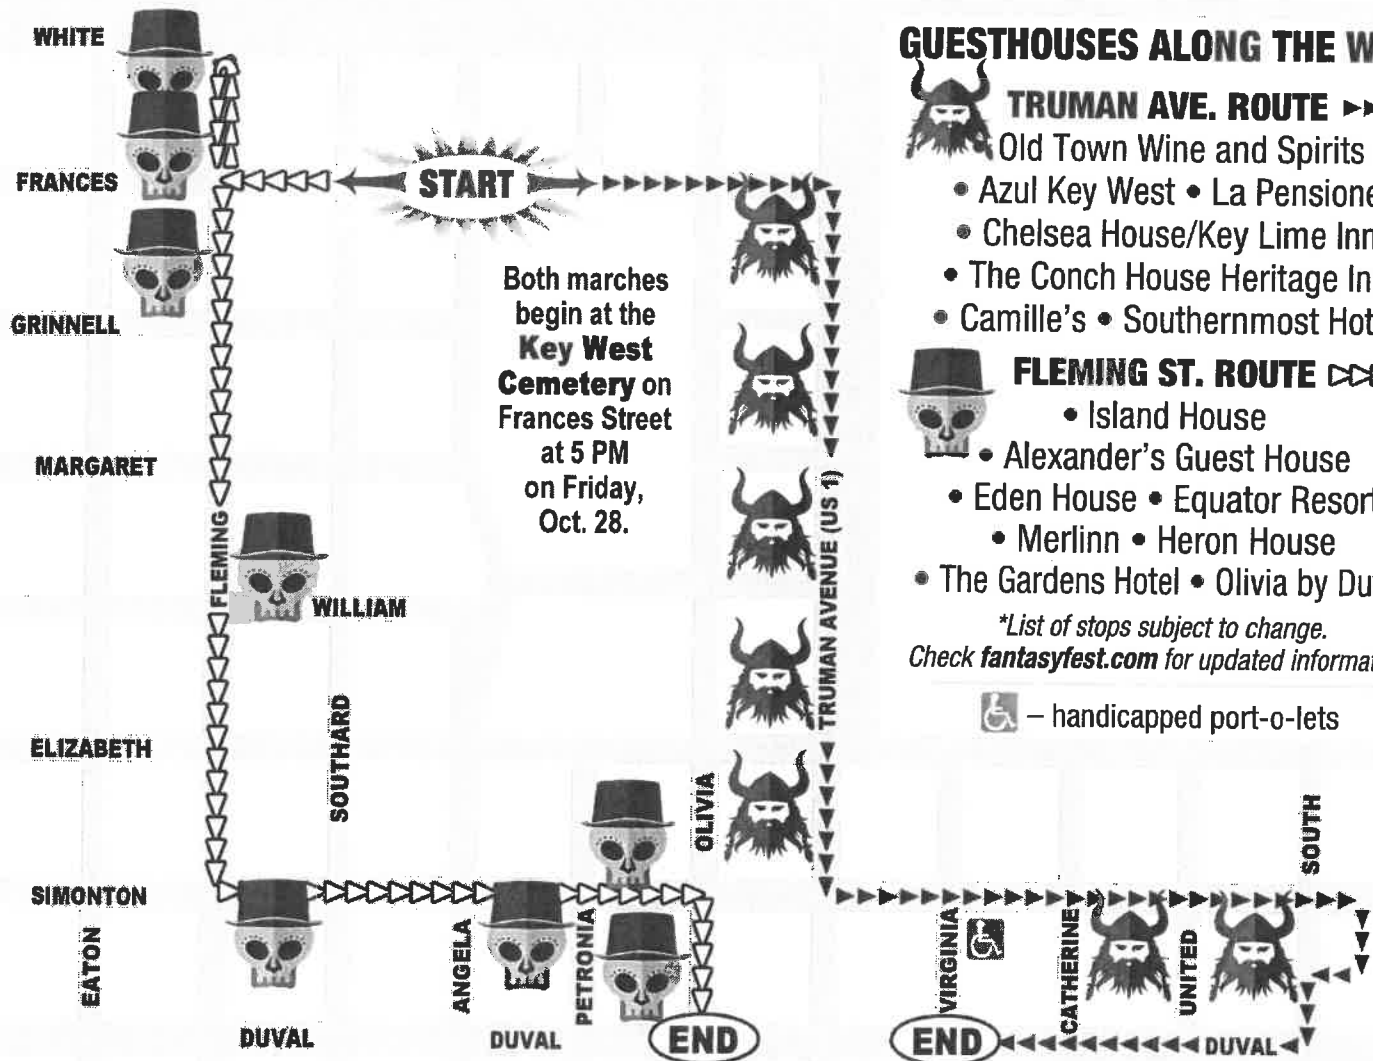 WHITE
FRANCES
GRINNELL
MARGARET
FLEMING
WILLIAM
ELIZABETH
SOUTHARD
SIMONTON
EATON
DUVAL
ANGELA
DUVAL
PETRONIA
END
START
Both marches
begin at the
Key West
Cemetery on
Frances Street
at 5 PM
on Friday,
Oct. 28.
OLIVIA
TRUMAN AVENUE (US 1)
VIRGINIA
CATHERINE
UNITED
SOUTH
DUVAL
END
GUESTHOUSES ALONG THE
TRUMAN AVE. ROUTE
Old Town Wine and Spirits
• Azul Key West • La Pensione
• Chelsea House/Key Lime Inn
• The Conch House Heritage In
• Camille's • Southernmost Hot
FLEMING ST. ROUTE
• Island House
• Alexander's Guest House
• Eden House • Equator Resort
• Merlinn • Heron House
• The Gardens Hotel • Olivia by Du
*List of stops subject to change.
Check fantasyfest.com for updated informat
– handicapped port-o-lets